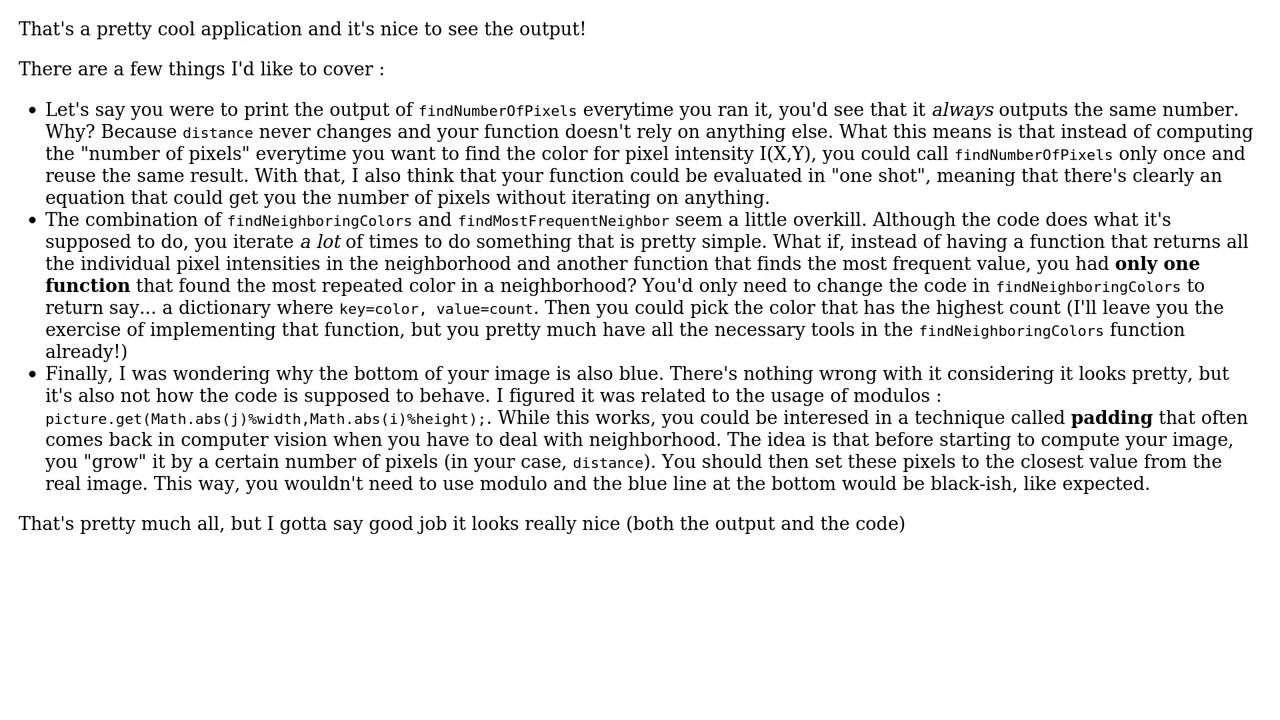 That's a pretty cool application and it's nice to see the output!
There are a few things I'd like to cover :
• Let's say you were to print the output of findNumberOfPixels everytime you ran it, you'd see that it always outputs the same number.
Why? Because distance never changes and your function doesn't rely on anything else. What this means is that instead of computing
the "number of pixels" everytime you want to find the color for pixel intensity I(X,Y), you could call findNumberOfPixels only once and
reuse the same result. With that, I also think that your function could be evaluated in "one shot", meaning that there's clearly an
equation that could get you the number of pixels without iterating on anything.
• The combination of findNeighboringColors and findMostFrequentNeighbor seem a little overkill. Although the code does what it's
supposed to do, you iterate a lot of times to do something that is pretty simple. What if, instead of having a function that returns all
the individual pixel intensities in the neighborhood and another function that finds the most frequent value, you had only one
function that found the most repeated color in a neighborhood? You'd only need to change the code in findNeighboringColors to
return say... a dictionary where key=color, value=count. Then you could pick the color that has the highest count (I'll leave you the
exercise of implementing that function, but you pretty much have all the necessary tools in the findNeighboringColors function
already!)
• Finally, I was wondering why the bottom of your image is also blue. There's nothing wrong with it considering it looks pretty, but
it's also not how the code is supposed to behave. I figured it was related to the usage of modulos :
picture.get(Math.abs(j)%width,Math.abs(i)%height);. While this works, you could be interesed in a technique called padding that often
comes back in computer vision when you have to deal with neighborhood. The idea is that before starting to compute your image,
you "grow" it by a certain number of pixels (in your case, distance). You should then set these pixels to the closest value from the
real image. This way, you wouldn't need to use modulo and the blue line at the bottom would be black-ish, like expected.
That's pretty much all, but I gotta say good job it looks really nice (both the output and the code)